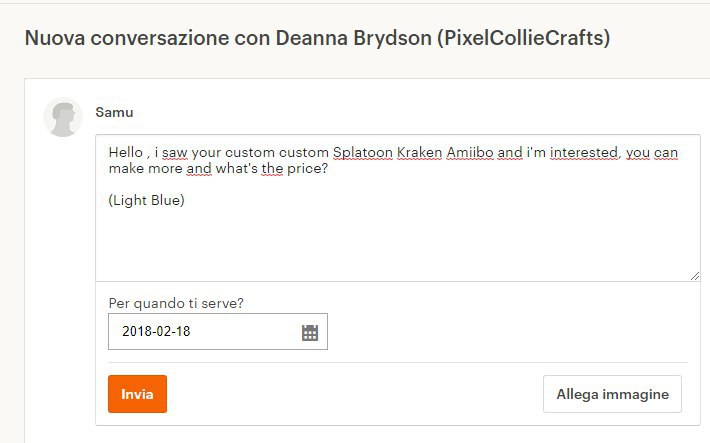 Nuova conversazione con Deanna Brydson (PixelCollieCrafts)
Samu
Hello , i saw your custom custom Splatoon Kraken Amiibo and i'm interested, you can
make more and what's the price?
(Light Blue)
Per quando ti serve?
2018-02-18
Invia
Allega immagine